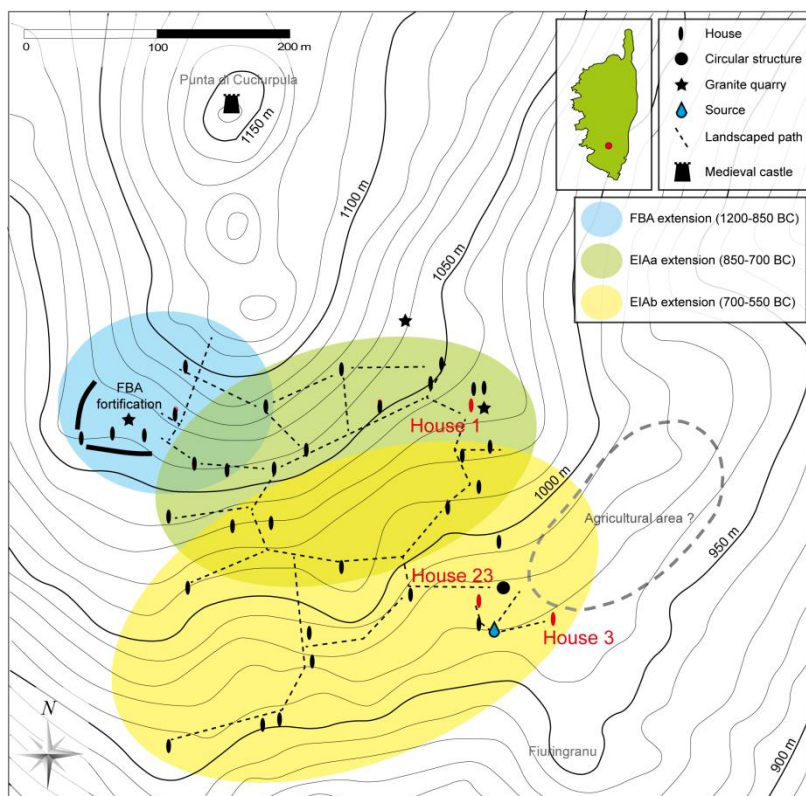 0 100 200 m
Punta di Cuciurpula
1150 m
1100 m
1050 m
House
Circular structure
Granite quarry
Source
Landscaped path
Medieval castle
FBA extension (1200-850 BC)
EIAa extension (850-700 BC)
EIAb extension (700-550 BC)
FBA
fortification
House 1
1000 m
Agricultural area ?
950 m
House 23
House 3
N
Fiuringranu
900 m